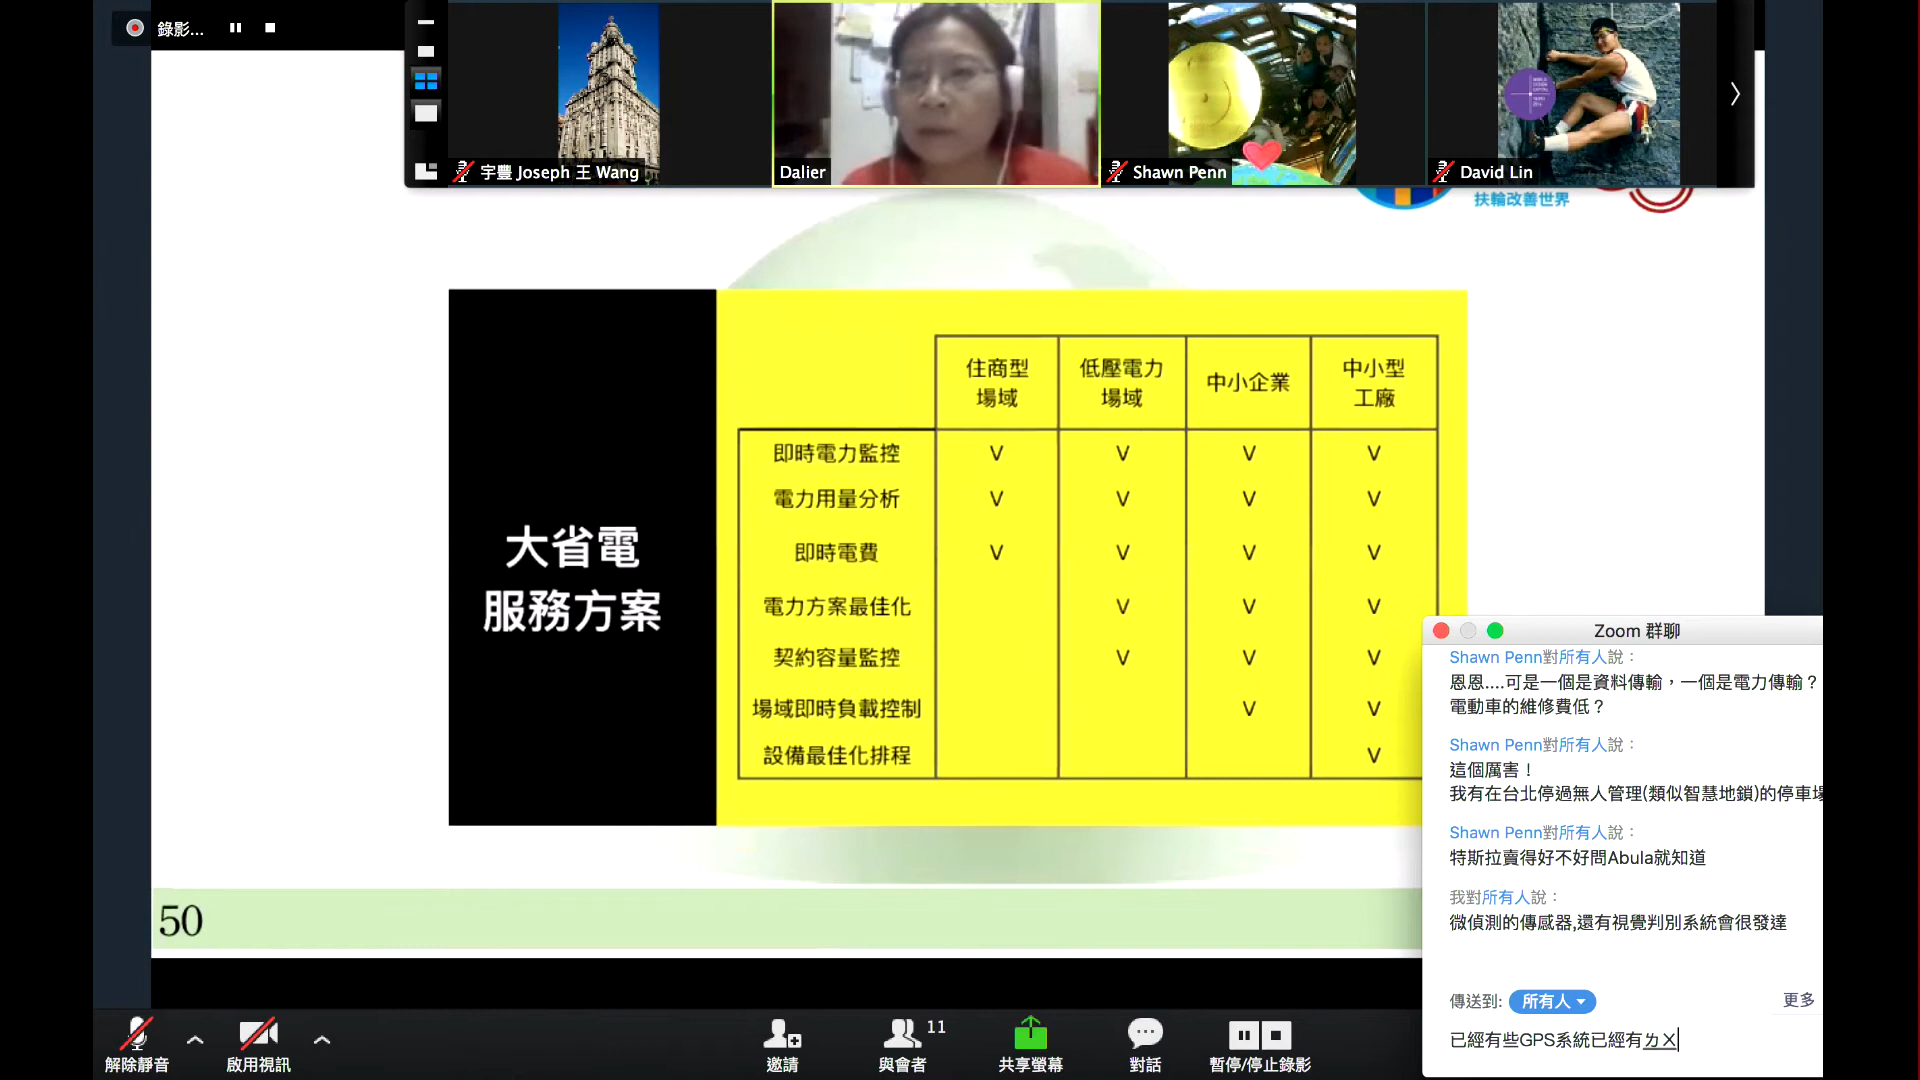 錄影...
宇豐 Joseph 王 Wang
Dalier
Shawn Penn
David Lin
扶輪改善世界
大省電
服務方案
住商型
場域
低壓電力
場域
中小企業
中小型
工廠
即時電力監控 V V V V
電力用量分析 V V V V
即時電費 V V V V
電力方案最佳化 V V V
契約容量監控 V V V
場域即時負載控制 V V
設備最佳化排程 V
50
Zoom 群聊
Shawn Penn對所有人說：
恩恩....可是一個是資料傳輸，一個是電力傳輸？
電動車的維修費低？
Shawn Penn對所有人說：
這個厲害！
我有在台北停過無人管理(類似智慧地鎖)的停車場
Shawn Penn對所有人說：
特斯拉賣得好不好問Abula就知道
我對所有人說：
微偵測的傳感器,還有視覺判別系統會很發達
傳送到: 所有人
更多
已經有些GPS系統已經有ㄌㄨ
解除靜音
啟用視訊
邀請
與會者 11
共享螢幕
對話
暫停/停止錄影